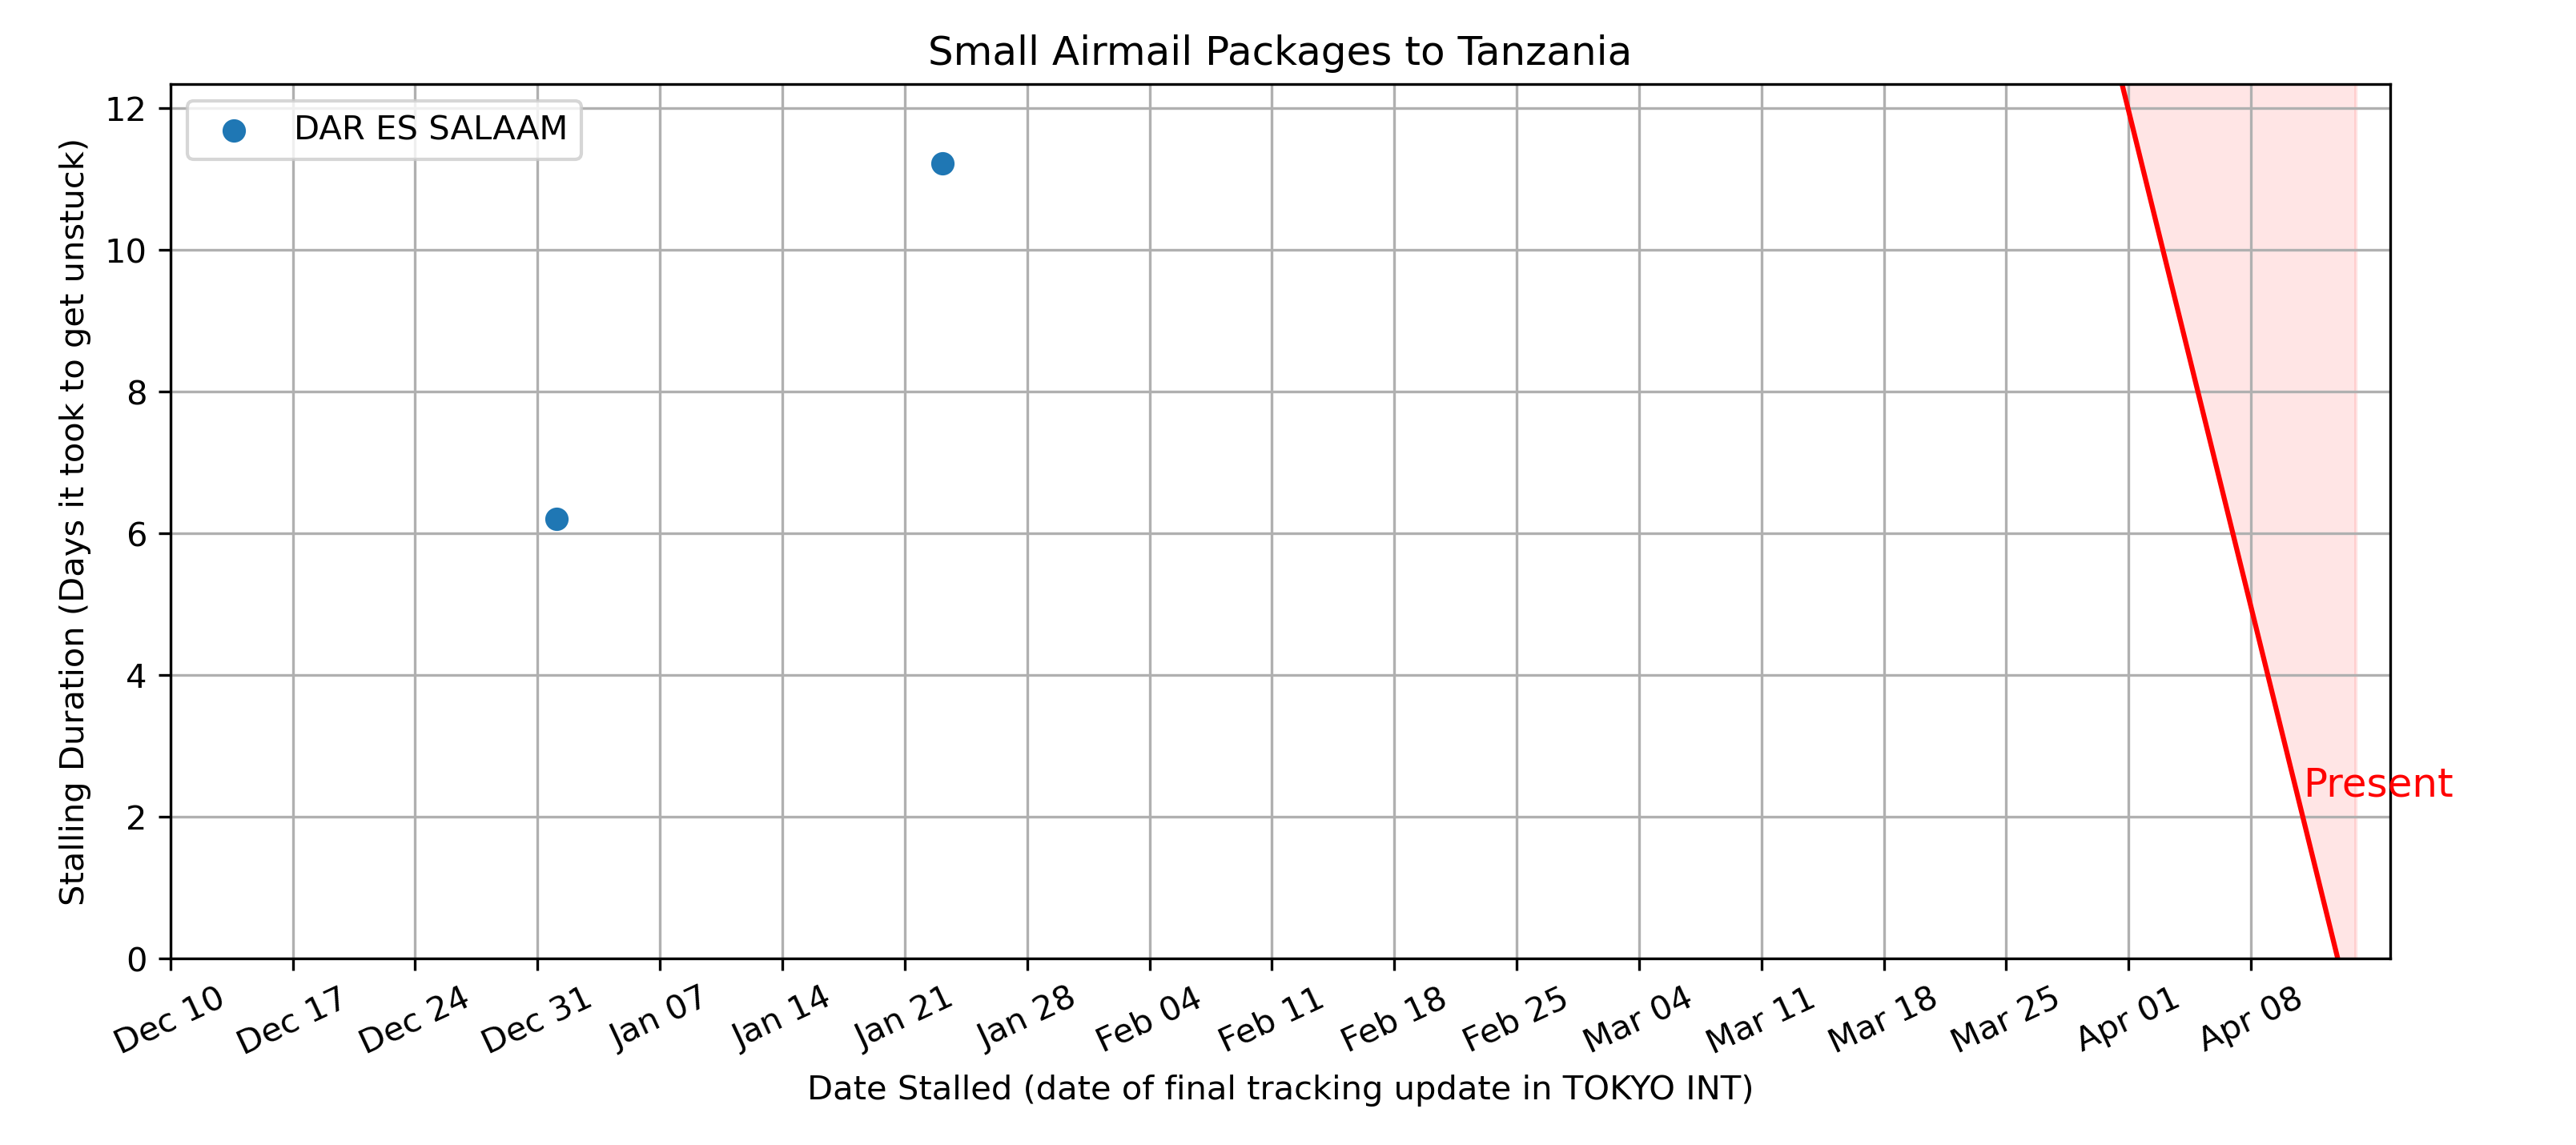 Small Airmail Packages to Tanzania
DAR ES SALAAM
Stalling Duration (Days it took to get unstuck)
12
10
8
6
4
2
0
Present
Dec 10
Dec 17
Dec 24
Dec 31
Jan 07
Jan 14
Jan 21
Jan 28
Feb 04
Feb 11
Feb 18
Feb 25
Mar 04
Mar 11
Mar 18
Mar 25
Apr 01
Apr 08
Date Stalled (date of final tracking update in TOKYO INT)